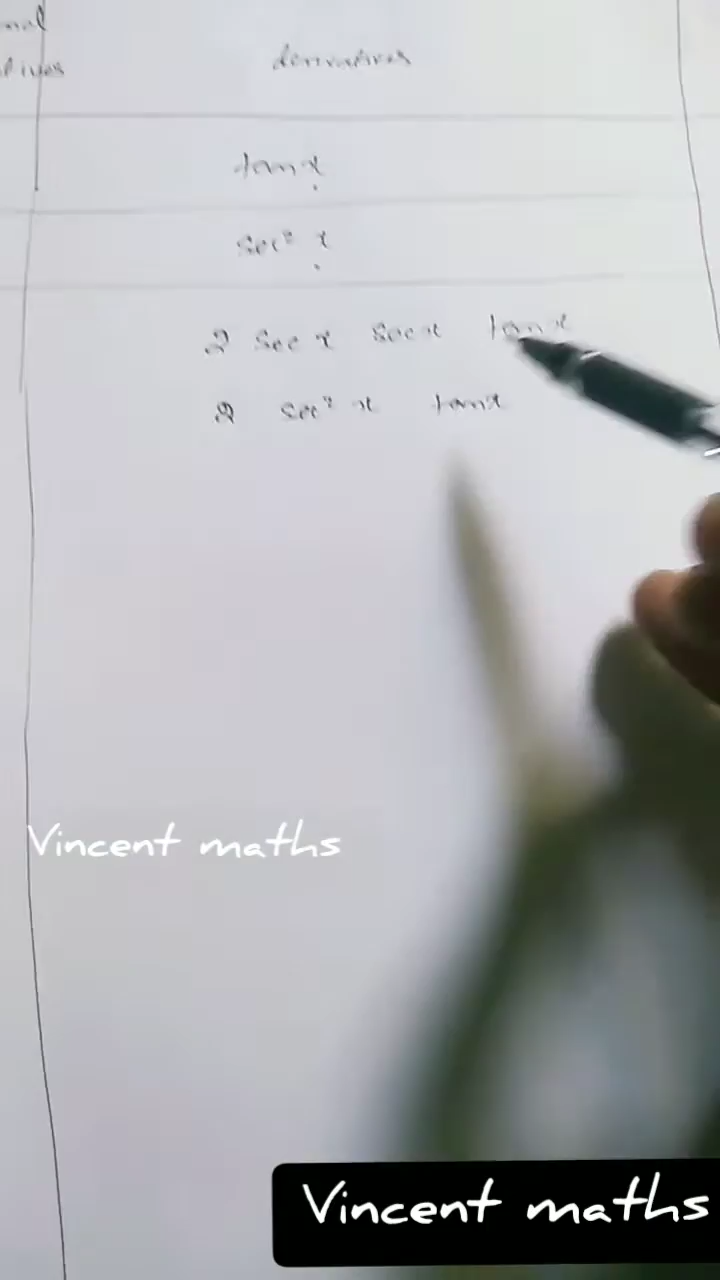 derivatives
tan x
sec² x
2 sec x sec x tan x
2 sec² x tan x
Vincent maths
Vincent maths